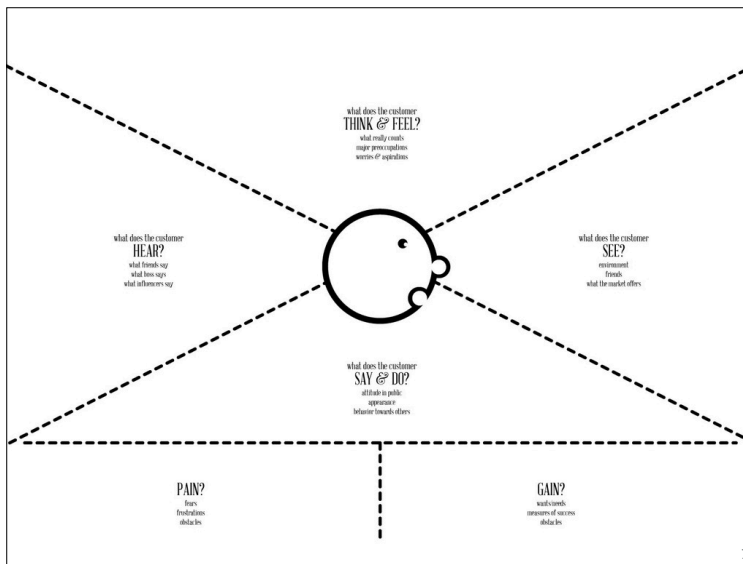 what does the customer
THINK & FEEL?
what really counts
major preoccupations
worries & aspirations
what does the customer
HEAR?
what friends say
what boss says
what influencers say
what does the customer
SEE?
environment
friends
what the market offers
what does the customer
SAY & DO?
attitude in public
appearance
behavior towards others
PAIN?
fears
frustrations
obstacles
GAIN?
wants/needs
measures of success
obstacles